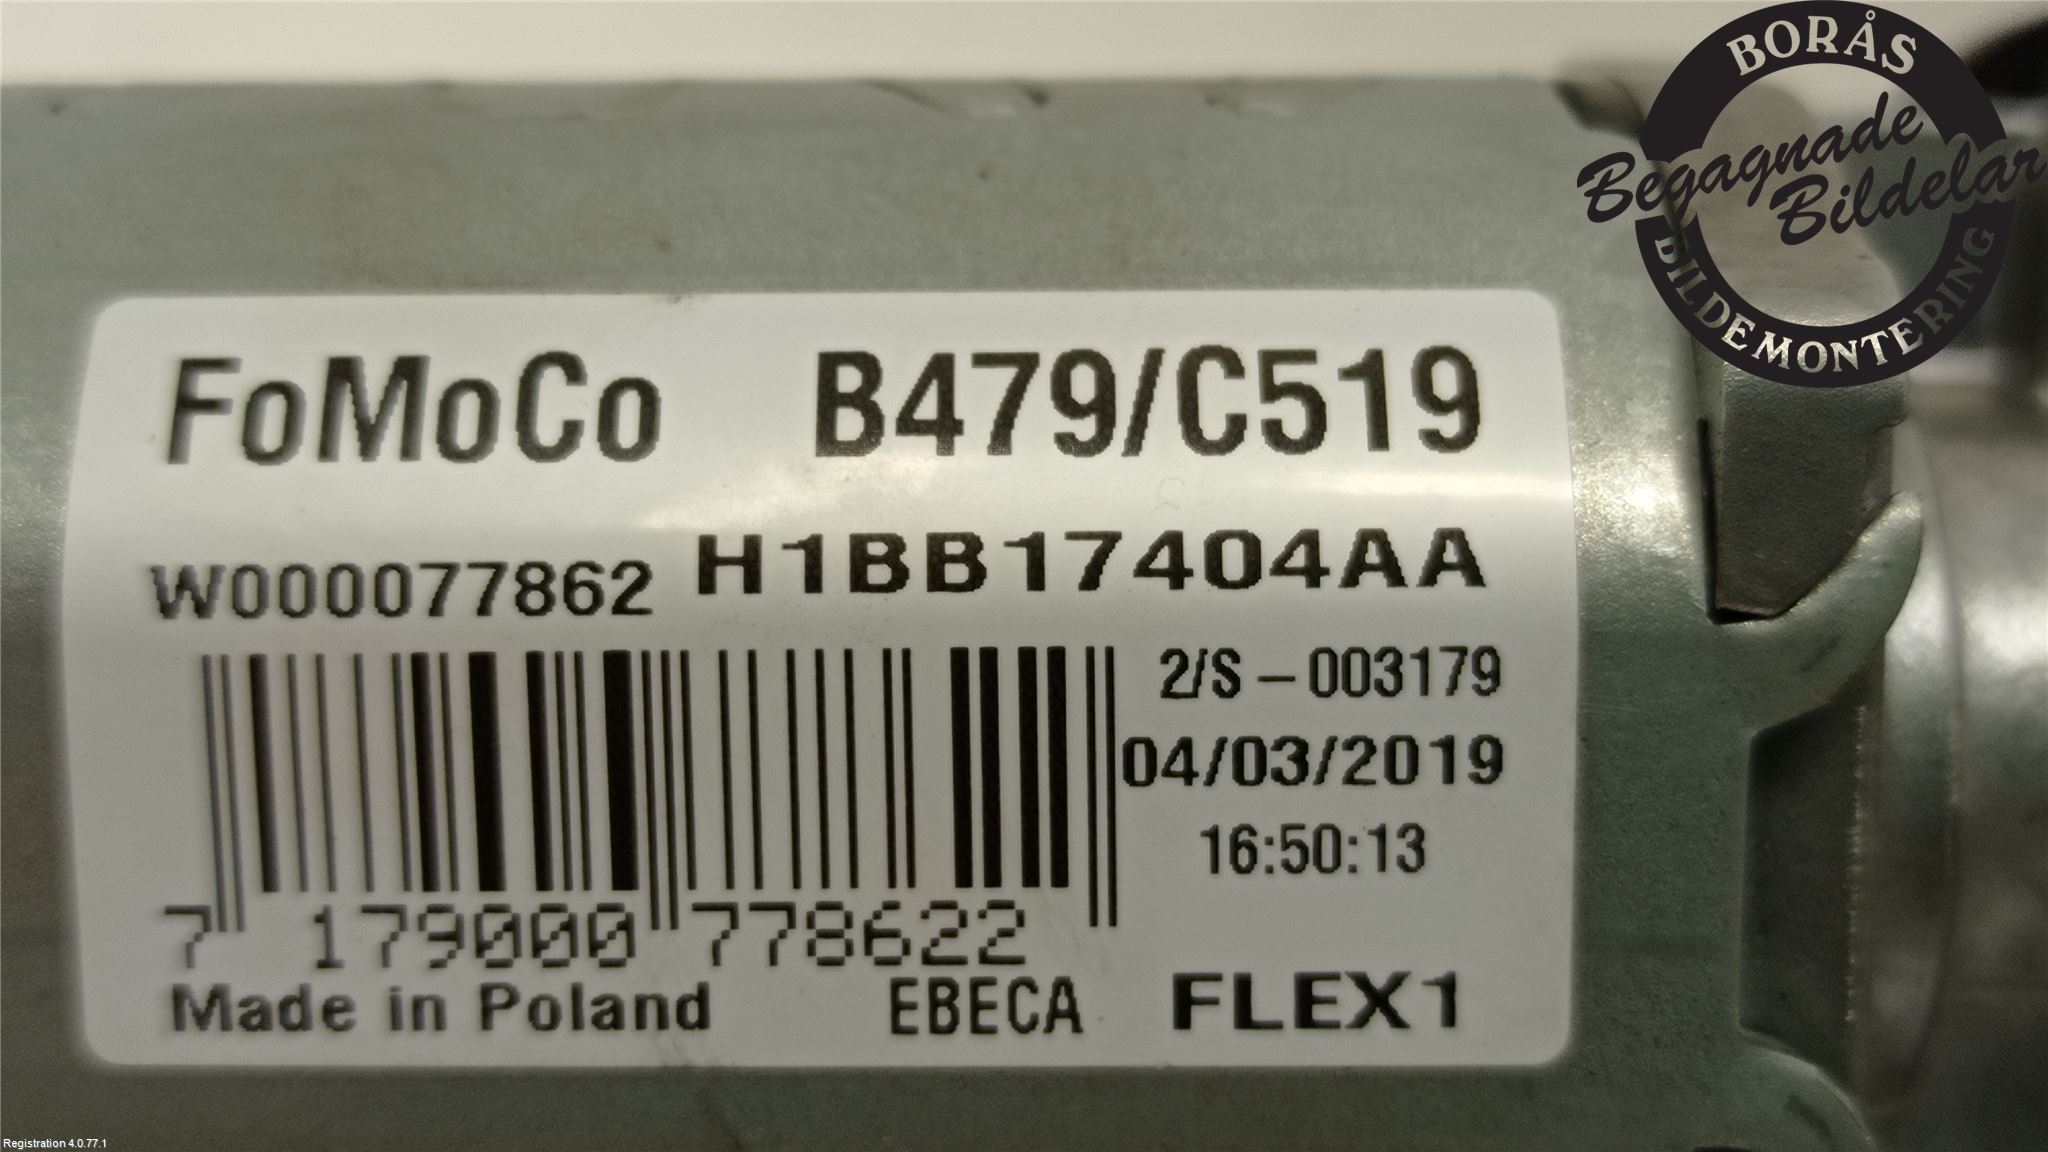 BORÅS
Begagnade
Bildelar
BILDEMONTERING
FoMoCo B479/C519
W000077862 H1BB17404AA
2/S - 003179
04/03/2019
16:50:13
7 179000 778622
Made in Poland EBECA FLEX1
Registration 4.0.77.1